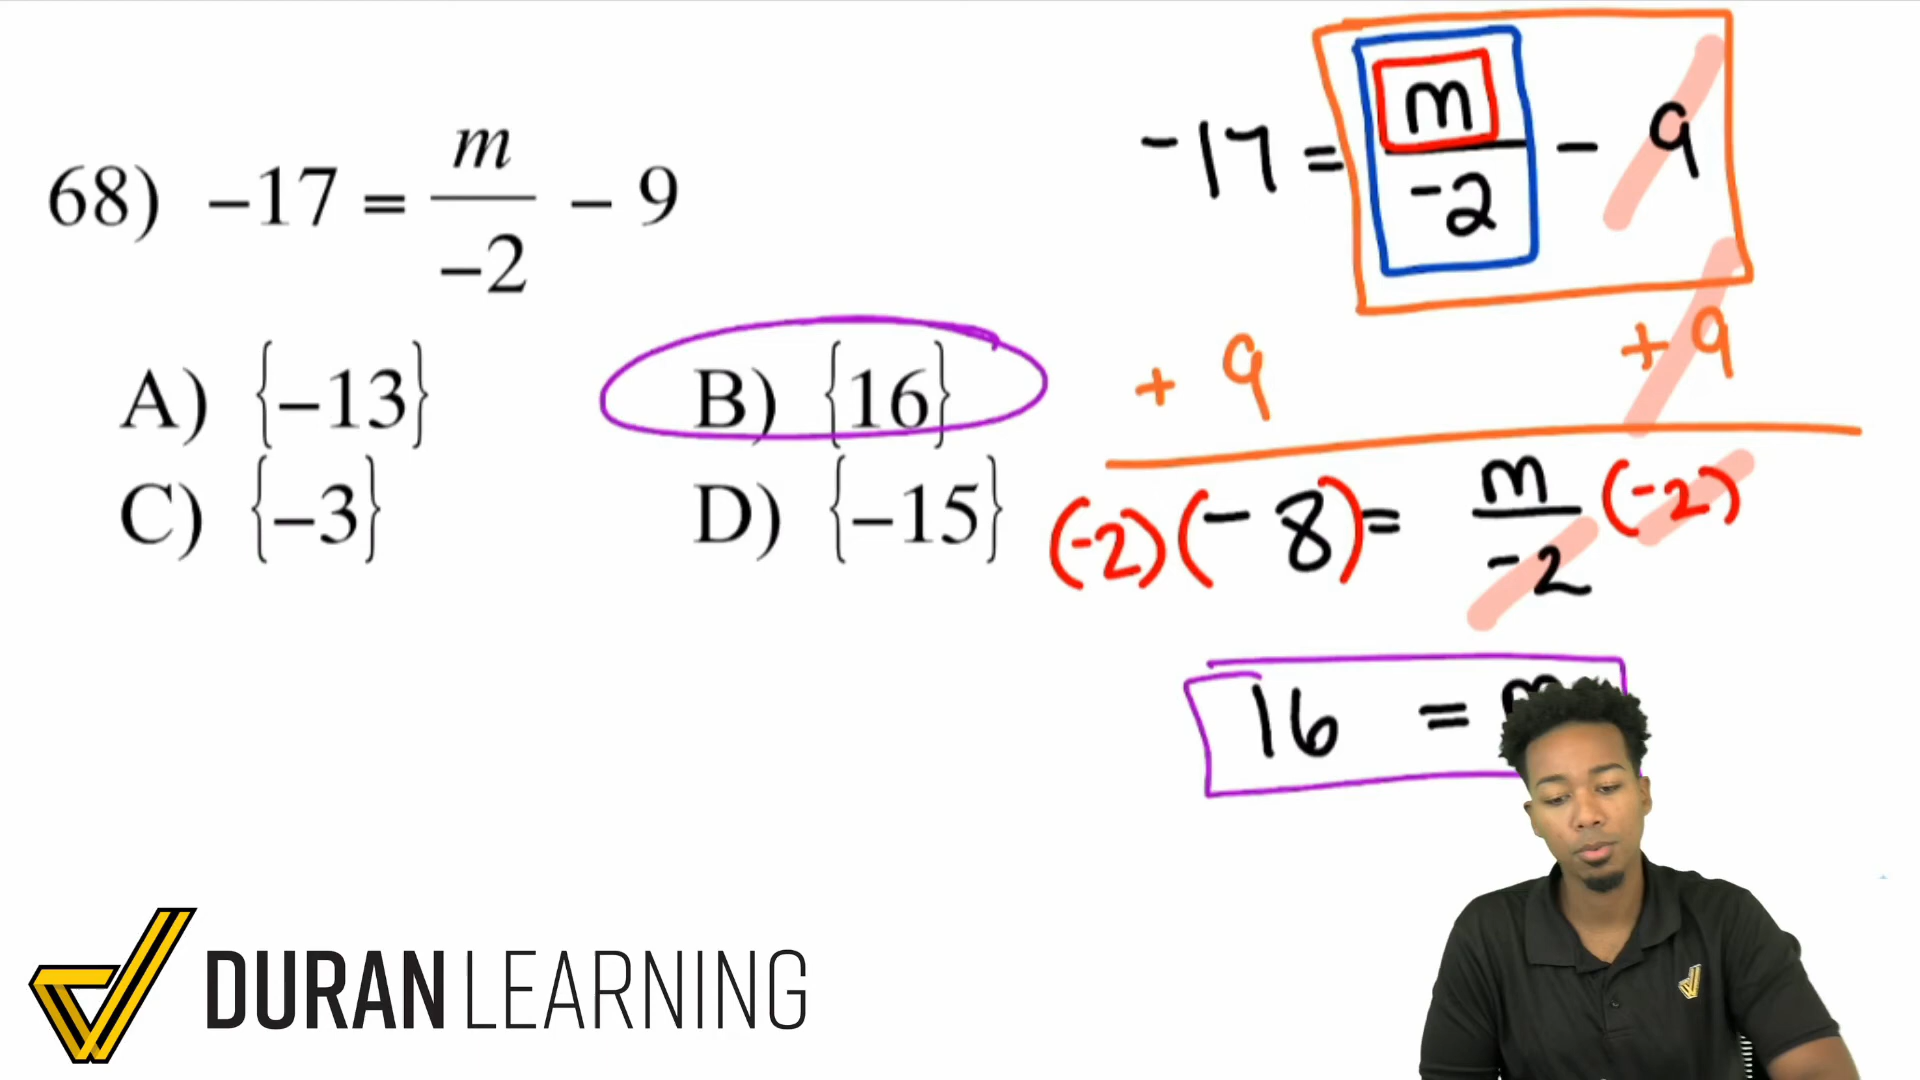 68) −17 = m/−2 − 9
A) {−13}
B) {16}
C) {−3}
D) {−15}
-17 = m/-2 - 9
+ 9 + 9
(-2)(-8) = m/-2 (-2)
16 = m
DURAN LEARNING